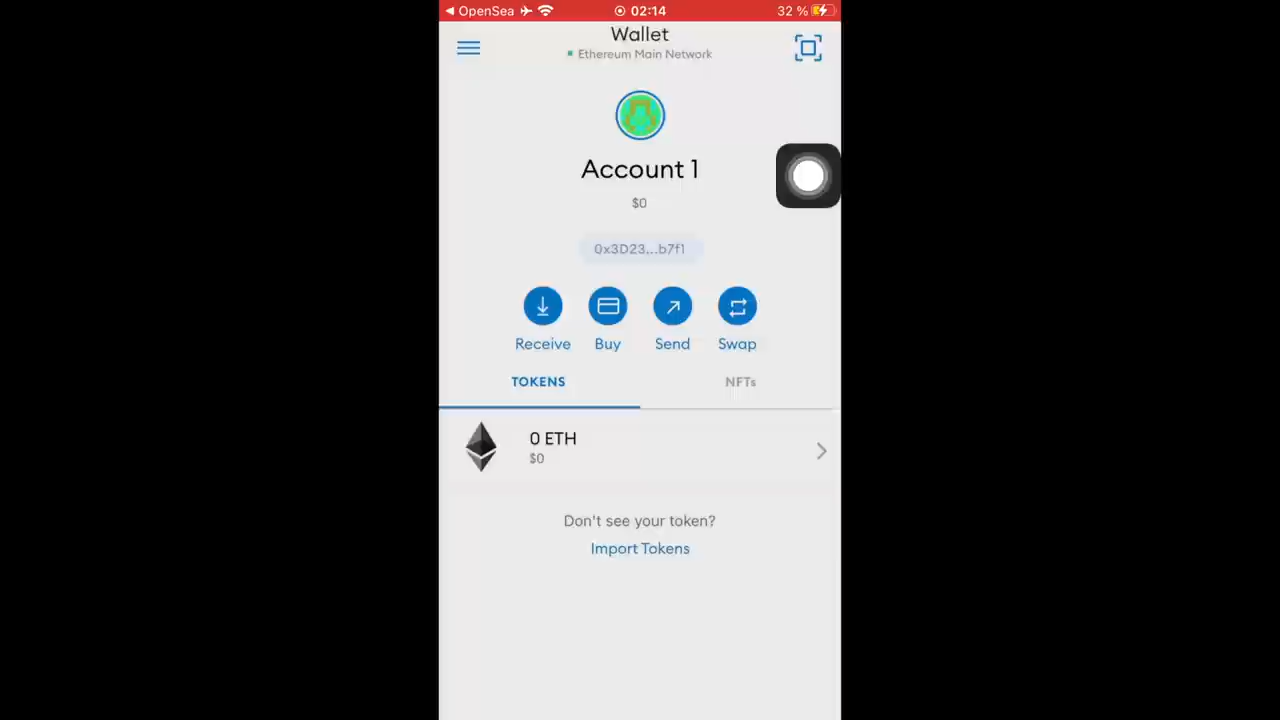 OpenSea 02:14 32 %
Wallet
Ethereum Main Network
Account 1
$0
0x3D23...b7f1
Receive Buy Send Swap
TOKENS NFTs
0 ETH
$0
Don't see your token?
Import Tokens